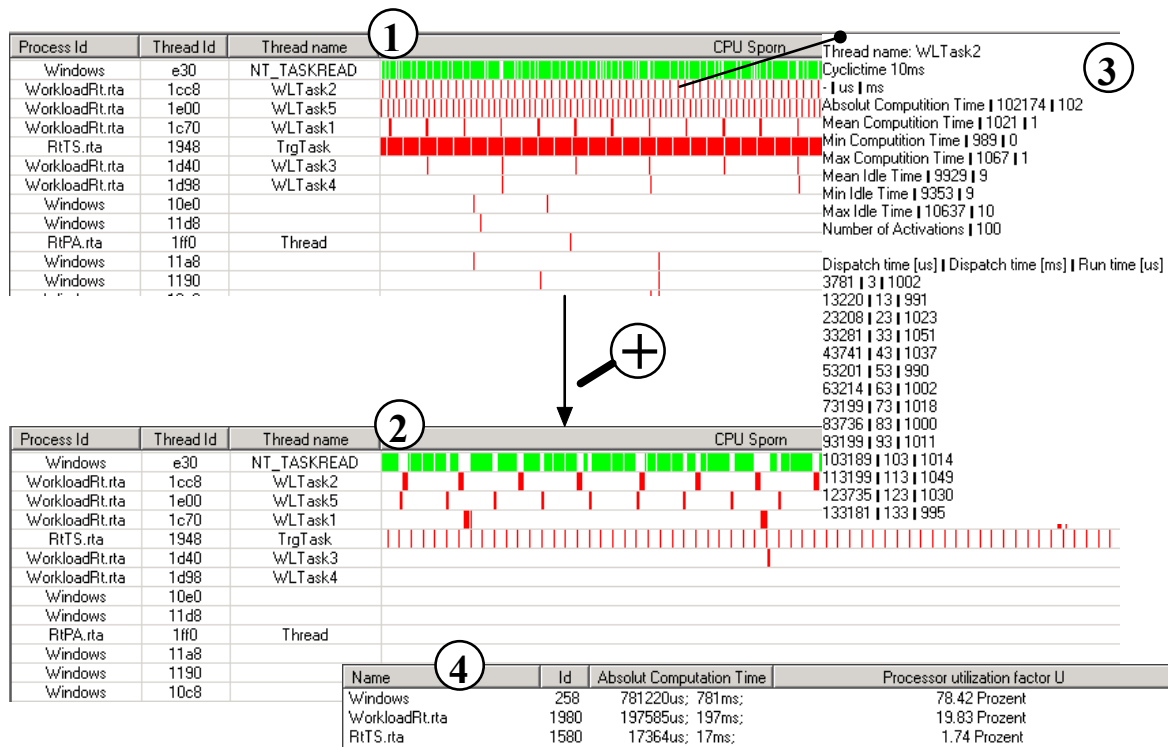 1
Process Id Thread Id Thread name CPU Sporn
Windows e30 NT_TASKREAD
WorkloadRt.rta 1cc8 WLTask2
WorkloadRt.rta 1e00 WLTask5
WorkloadRt.rta 1c70 WLTask1
RtTS.rta 1948 TrgTask
WorkloadRt.rta 1d40 WLTask3
WorkloadRt.rta 1d98 WLTask4
Windows 10e0
Windows 11d8
RtPA.rta 1ff0 Thread
Windows 11a8
Windows 1190
3
Thread name: WLTask2
Cyclictime 10ms
- | us | ms
Absolut Compution Time | 102174 | 102
Mean Compution Time | 1021 | 1
Min Compution Time | 989 | 0
Max Compution Time | 1067 | 1
Mean Idle Time | 9929 | 9
Min Idle Time | 9353 | 9
Max Idle Time | 10637 | 10
Number of Activations | 100
Dispatch time [us] | Dispatch time [ms] | Run time [us]
3781 | 3 | 1002
13220 | 13 | 991
23208 | 23 | 1023
33281 | 33 | 1051
43741 | 43 | 1037
53201 | 53 | 990
63214 | 63 | 1002
73199 | 73 | 1018
83736 | 83 | 1000
93199 | 93 | 1011
103189 | 103 | 1014
113199 | 113 | 1049
123735 | 123 | 1030
133181 | 133 | 995
2
Process Id Thread Id Thread name CPU Sporn
Windows e30 NT_TASKREAD
WorkloadRt.rta 1cc8 WLTask2
WorkloadRt.rta 1e00 WLTask5
WorkloadRt.rta 1c70 WLTask1
RtTS.rta 1948 TrgTask
WorkloadRt.rta 1d40 WLTask3
WorkloadRt.rta 1d98 WLTask4
Windows 10e0
Windows 11d8
RtPA.rta 1ff0 Thread
Windows 11a8
Windows 1190
Windows 10c8
4
Name Id Absolut Computation Time Processor utilization factor U
Windows 258 781220us; 781ms; 78.42 Prozent
WorkloadRt.rta 1980 197585us; 197ms; 19.83 Prozent
RtTS.rta 1580 17364us; 17ms; 1.74 Prozent